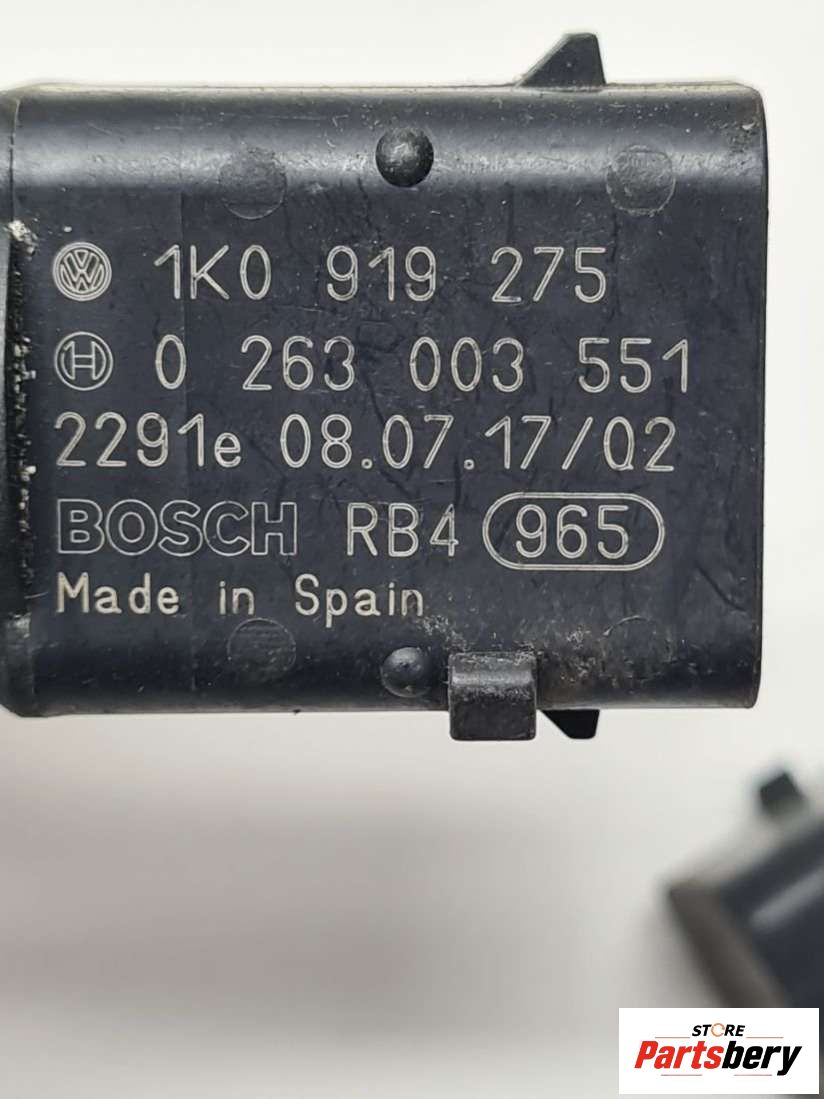 1K0 919 275
0 263 003 551
2291e 08.07.17/02
BOSCH RB4 965
Made in Spain
STORE
Partsbery